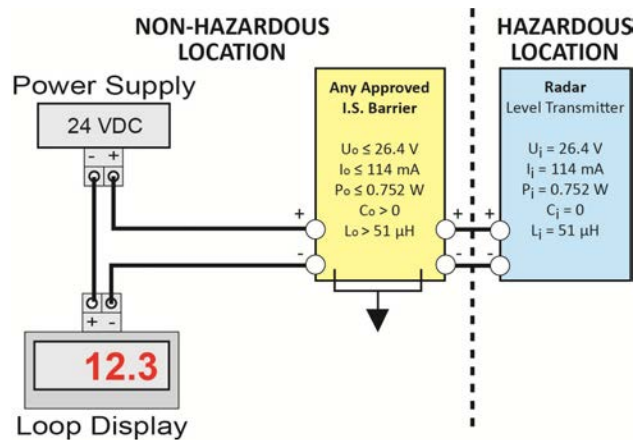 NON-HAZARDOUS
LOCATION
HAZARDOUS
LOCATION
Power Supply
24 VDC
- +
Any Approved
I.S. Barrier
Uo ≤ 26.4 V
Io ≤ 114 mA
Po ≤ 0.752 W
Co > 0
Lo > 51 µH
Radar
Level Transmitter
Ui = 26.4 V
Ii = 114 mA
Pi = 0.752 W
Ci = 0
Li = 51 µH
+ + +
- - -
+ -
12.3
Loop Display